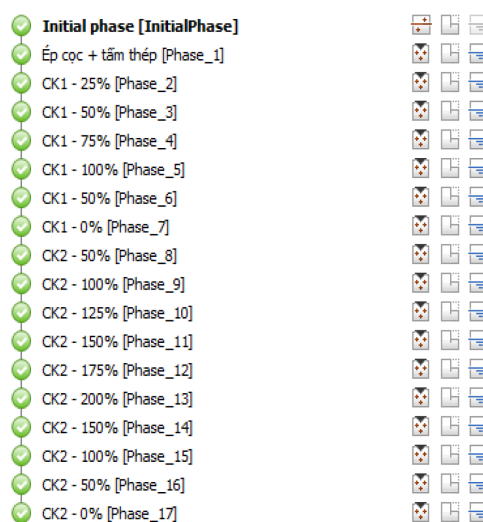 Initial phase [InitialPhase]
Ép cọc + tấm thép [Phase_1]
CK1 - 25% [Phase_2]
CK1 - 50% [Phase_3]
CK1 - 75% [Phase_4]
CK1 - 100% [Phase_5]
CK1 - 50% [Phase_6]
CK1 - 0% [Phase_7]
CK2 - 50% [Phase_8]
CK2 - 100% [Phase_9]
CK2 - 125% [Phase_10]
CK2 - 150% [Phase_11]
CK2 - 175% [Phase_12]
CK2 - 200% [Phase_13]
CK2 - 150% [Phase_14]
CK2 - 100% [Phase_15]
CK2 - 50% [Phase_16]
CK2 - 0% [Phase_17]